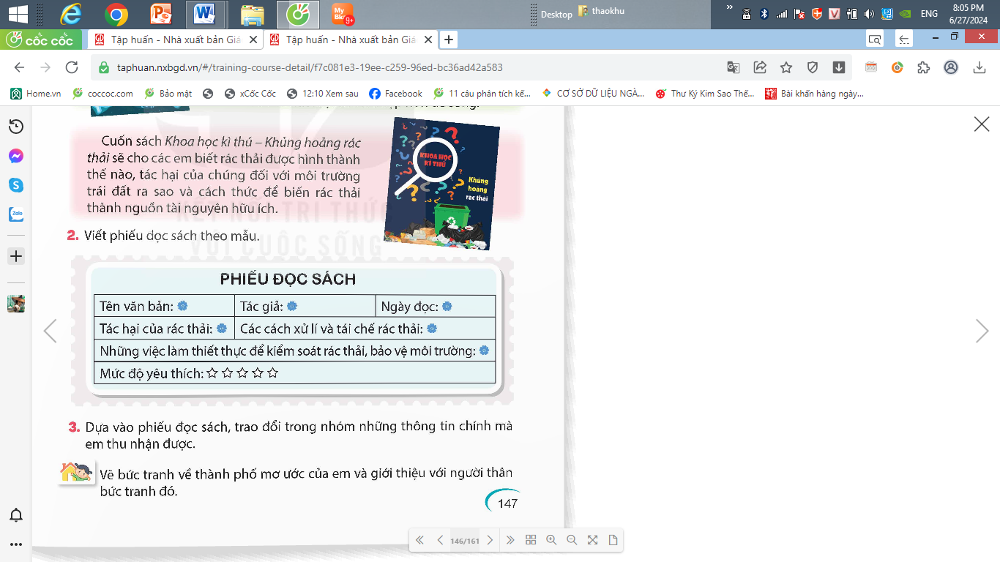 Desktop
thaokhu
ENG
8:05 PM
6/27/2024
cốc cốc
Tập huấn - Nhà xuất bản Giá
Tập huấn - Nhà xuất bản Giá
taphuan.nxbgd.vn/#/training-course-detail/f7c081e3-19ee-c259-96ed-bc36ad42a583
Home.vn
coccoc.com
Bảo mật
xCốc Cốc
12:10 Xem sau
Facebook
11 câu phân tích kế...
CƠ SỞ DỮ LIỆU NGÀ...
Thư Ký Kim Sao Thế...
Bài khấn hàng ngày...
Cuốn sách Khoa học kì thú – Khủng hoảng rác
thải sẽ cho các em biết rác thải được hình thành
thế nào, tác hại của chúng đối với môi trường
trái đất ra sao và cách thức để biến rác thải
thành nguồn tài nguyên hữu ích.
KHOA HỌC
KÌ THÚ
Khủng
hoảng
rác thải
KẾT NỐI TRI THỨC
VỚI CUỘC SỐNG
2. Viết phiếu đọc sách theo mẫu.
PHIẾU ĐỌC SÁCH
Tên văn bản:
Tác giả:
Ngày đọc:
Tác hại của rác thải:
Các cách xử lí và tái chế rác thải:
Những việc làm thiết thực để kiểm soát rác thải, bảo vệ môi trường:
Mức độ yêu thích:
3. Dựa vào phiếu đọc sách, trao đổi trong nhóm những thông tin chính mà
em thu nhận được.
Vẽ bức tranh về thành phố mơ ước của em và giới thiệu với người thân
bức tranh đó.
147
146/161